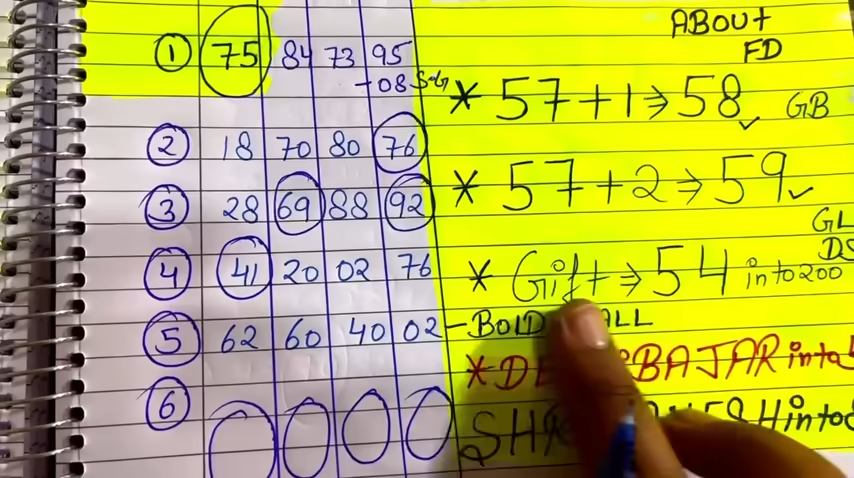 ABOUT
FD
① 75 84 73 95
-08
* 57+1⇒58 ✓ GB
② 18 70 80 76
* 57+2⇒59 ✓
③ 28 69 88 92
GL
DS
④ 41 20 02 76
* Gift ⇒ 54 into 200
⑤ 62 60 40 02 - BOLD ALL
* BAJAR into
⑥